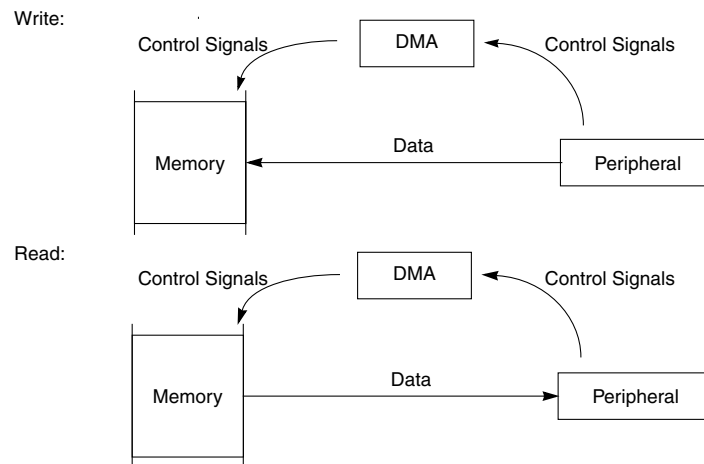 Write:
Control Signals
DMA
Control Signals
Memory
Data
Peripheral
Read:
Control Signals
DMA
Control Signals
Memory
Data
Peripheral